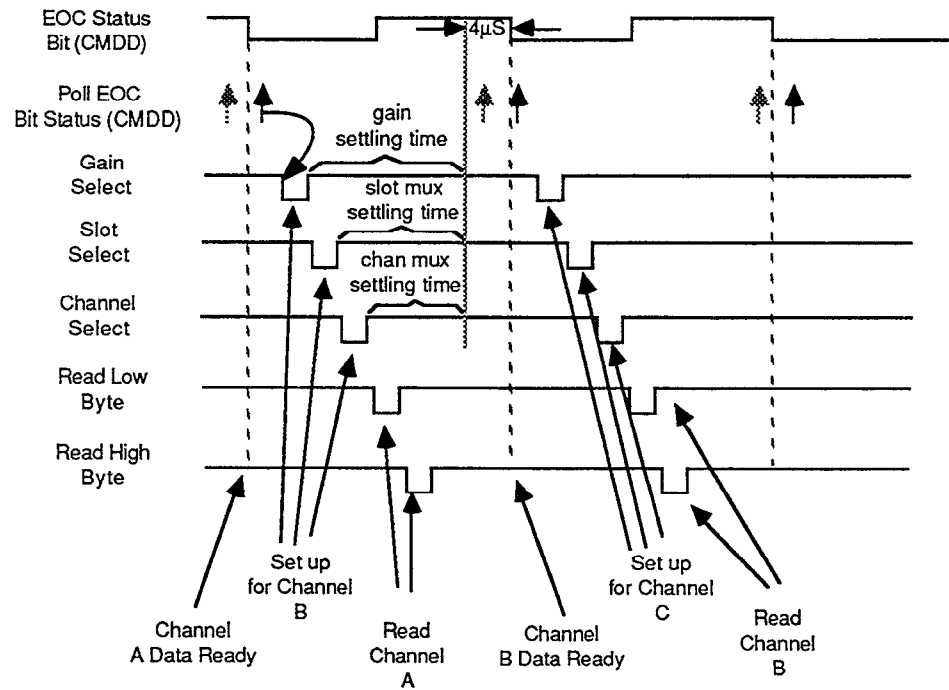 EOC Status
Bit (CMDD)
4µS
Poll EOC
Bit Status (CMDD)
gain
settling time
Gain
Select
slot mux
settling time
Slot
Select
chan mux
settling time
Channel
Select
Read Low
Byte
Read High
Byte
Set up
for Channel
B
Set up
for Channel
C
Channel
A Data Ready
Read
Channel
A
Channel
B Data Ready
Read
Channel
B